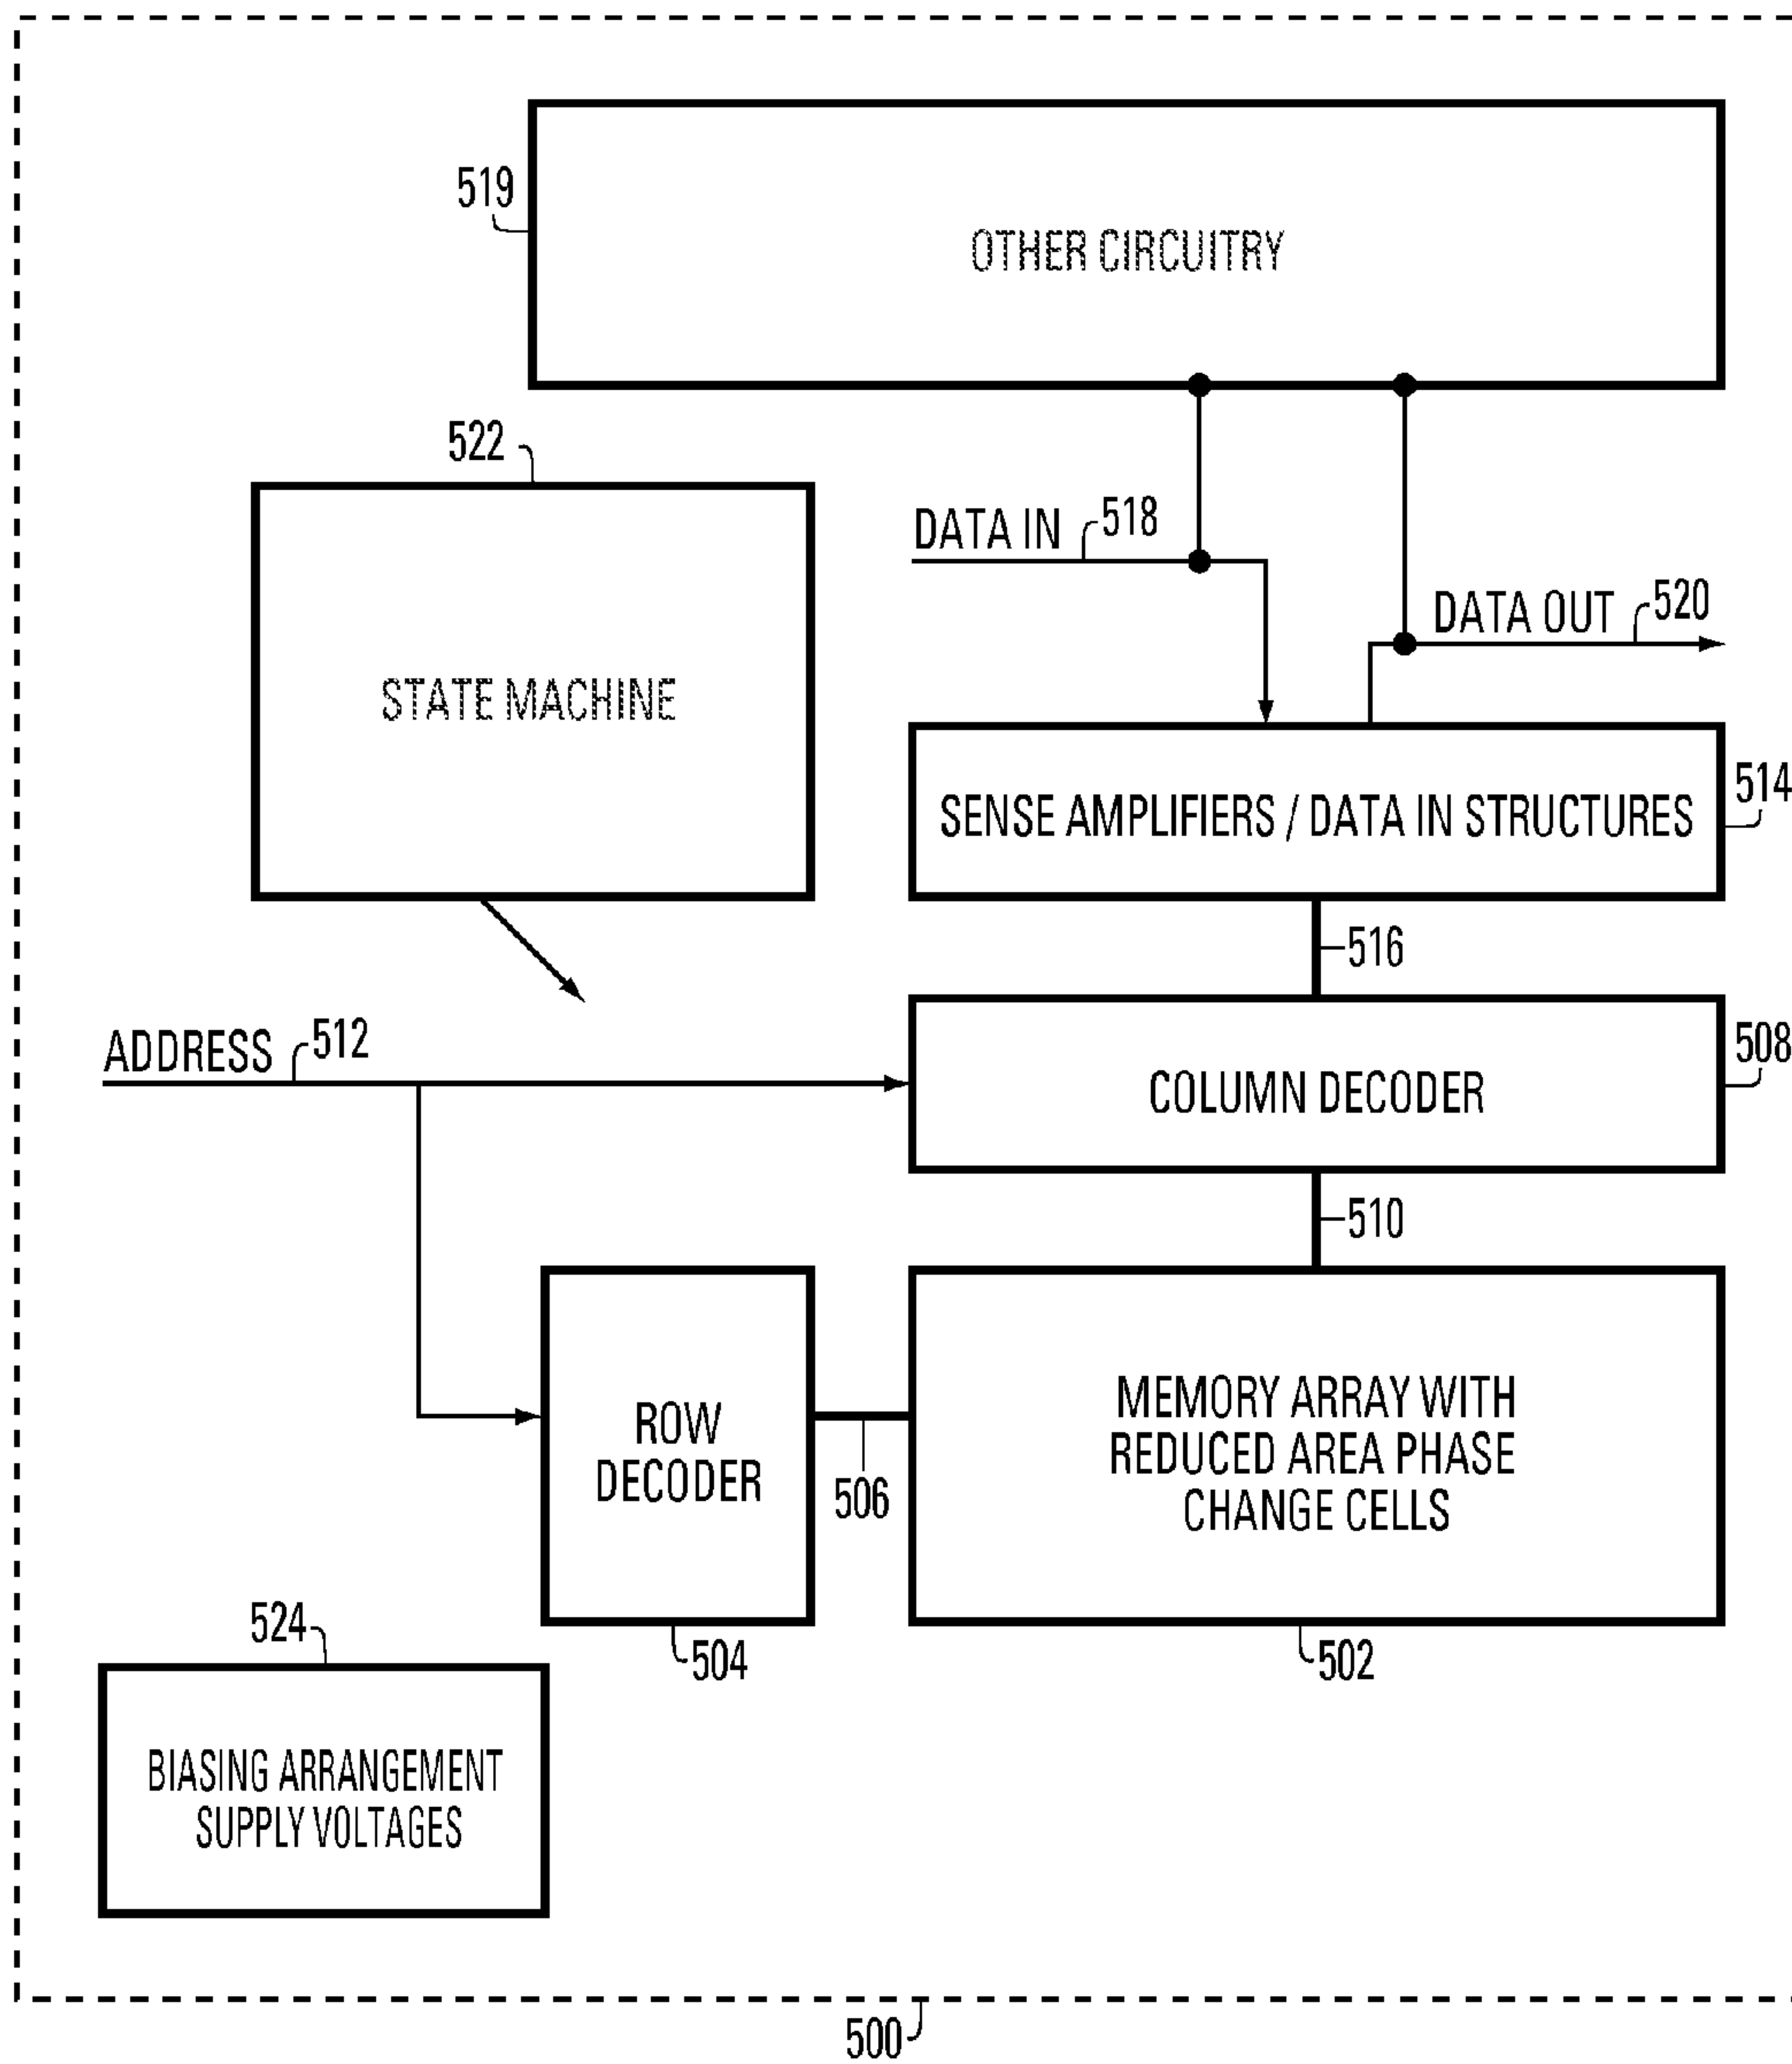 519
OTHER CIRCUITRY
522
DATA IN
518
DATA OUT
520
STATE MACHINE
514
SENSE AMPLIFIERS / DATA IN STRUCTURES
516
ADDRESS
512
508
COLUMN DECODER
510
ROW
DECODER
506
MEMORY ARRAY WITH
REDUCED AREA PHASE
CHANGE CELLS
524
504
502
BIASING ARRANGEMENT
SUPPLY VOLTAGES
500